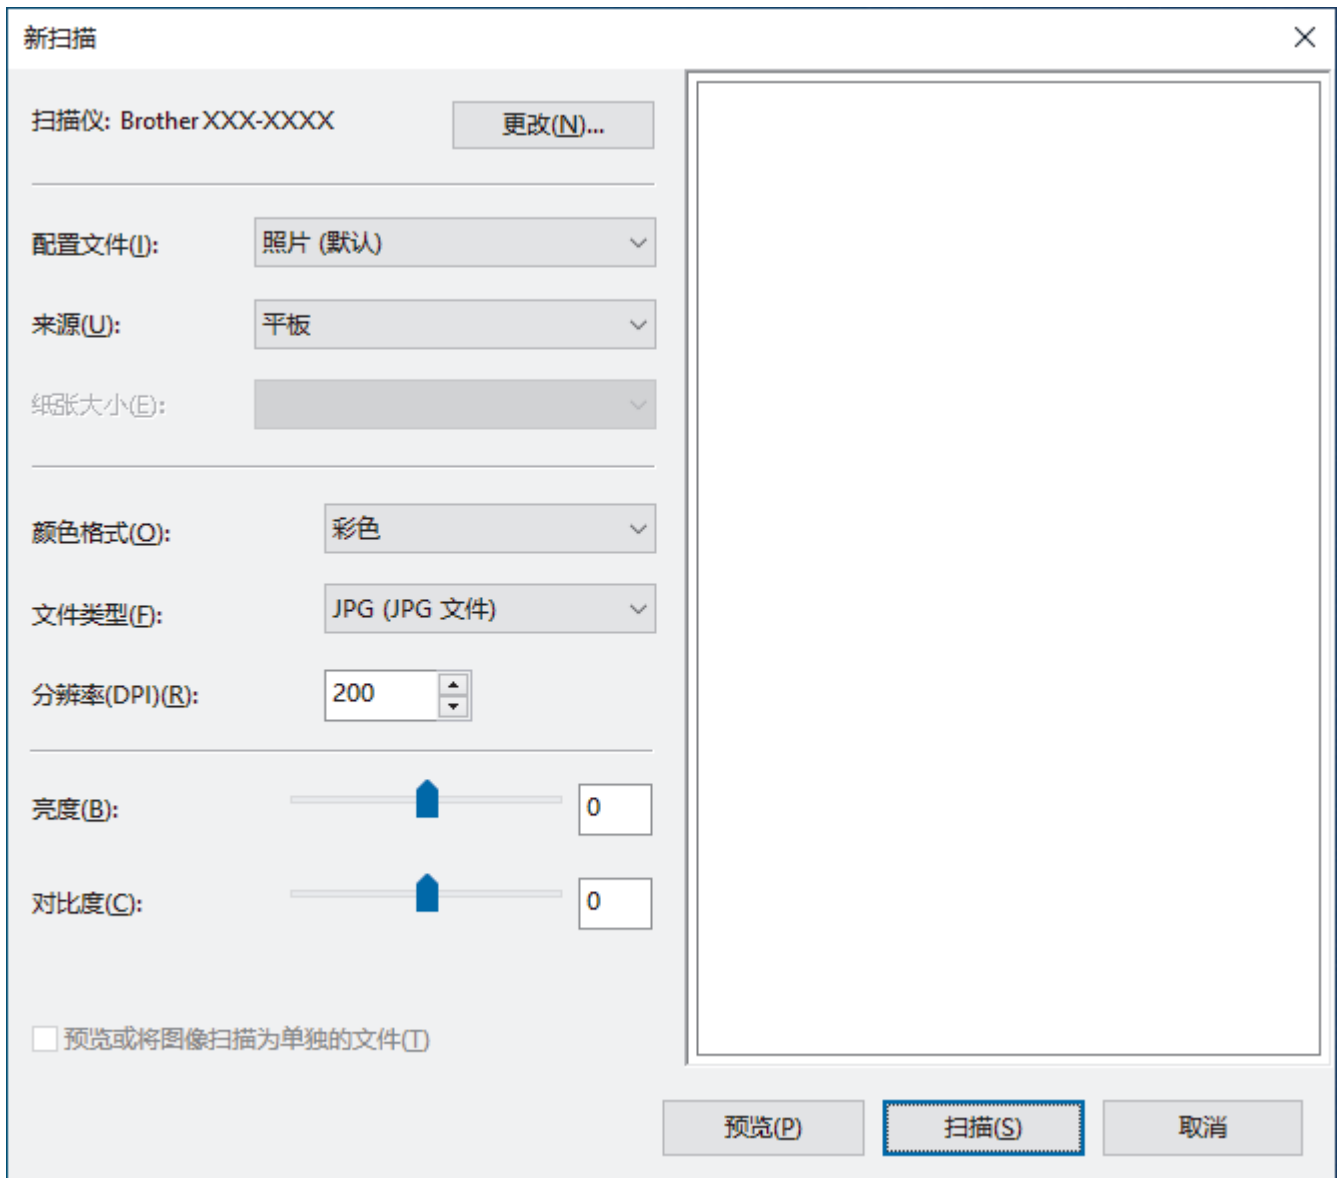 新扫描
扫描仪: Brother XXX-XXXX 更改(N)...
配置文件(I): 照片 (默认)
来源(U): 平板
纸张大小(E):
颜色格式(O): 彩色
文件类型(F): JPG (JPG 文件)
分辨率(DPI)(R): 200
亮度(B): 0
对比度(C): 0
预览或将图像扫描为单独的文件(T)
预览(P) 扫描(S) 取消